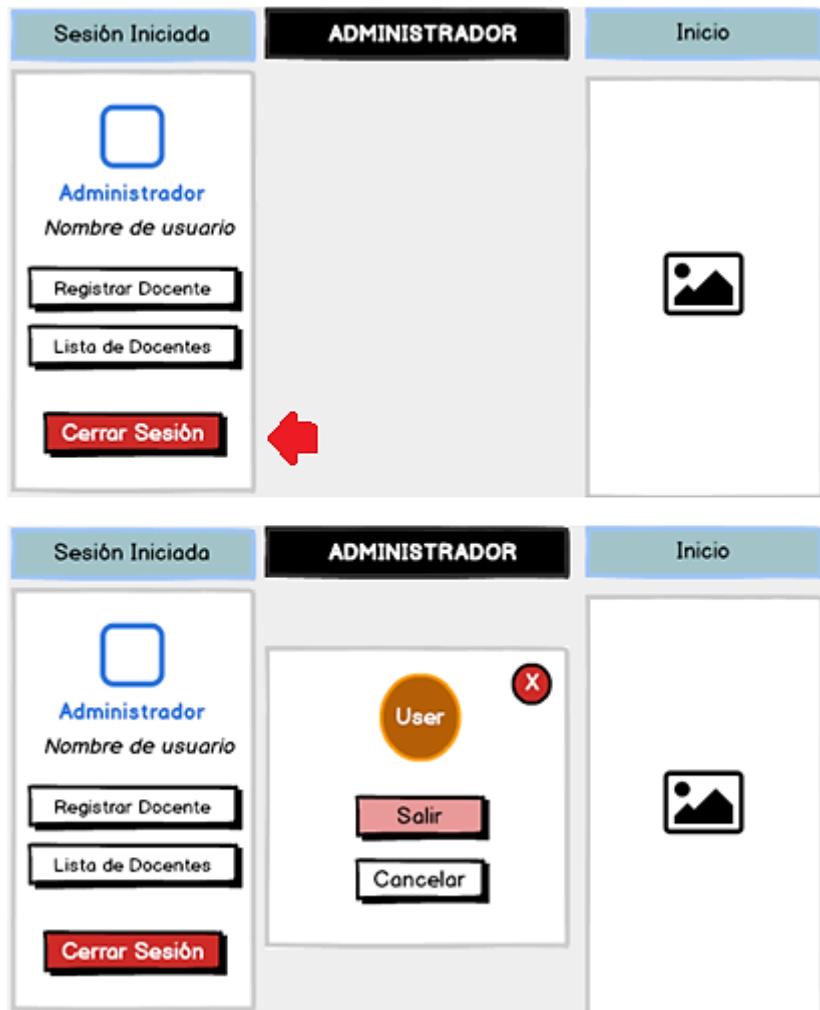 Sesión Iniciada
ADMINISTRADOR
Inicio
Administrador
Nombre de usuario
Registrar Docente
Lista de Docentes
Cerrar Sesión
Sesión Iniciada
ADMINISTRADOR
Inicio
Administrador
Nombre de usuario
Registrar Docente
Lista de Docentes
Cerrar Sesión
X
User
Salir
Cancelar